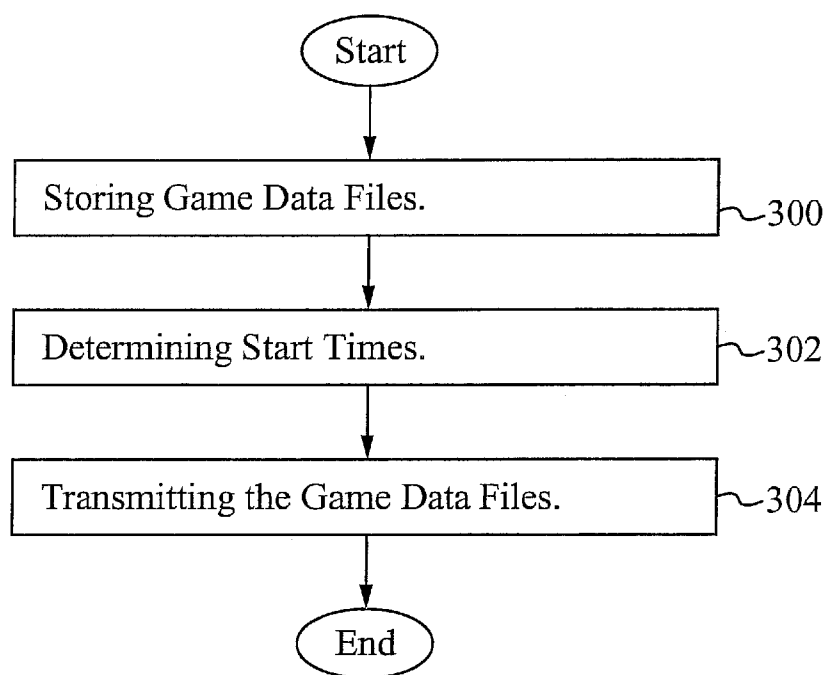 Start
Storing Game Data Files.
300
Determining Start Times.
302
Transmitting the Game Data Files.
304
End